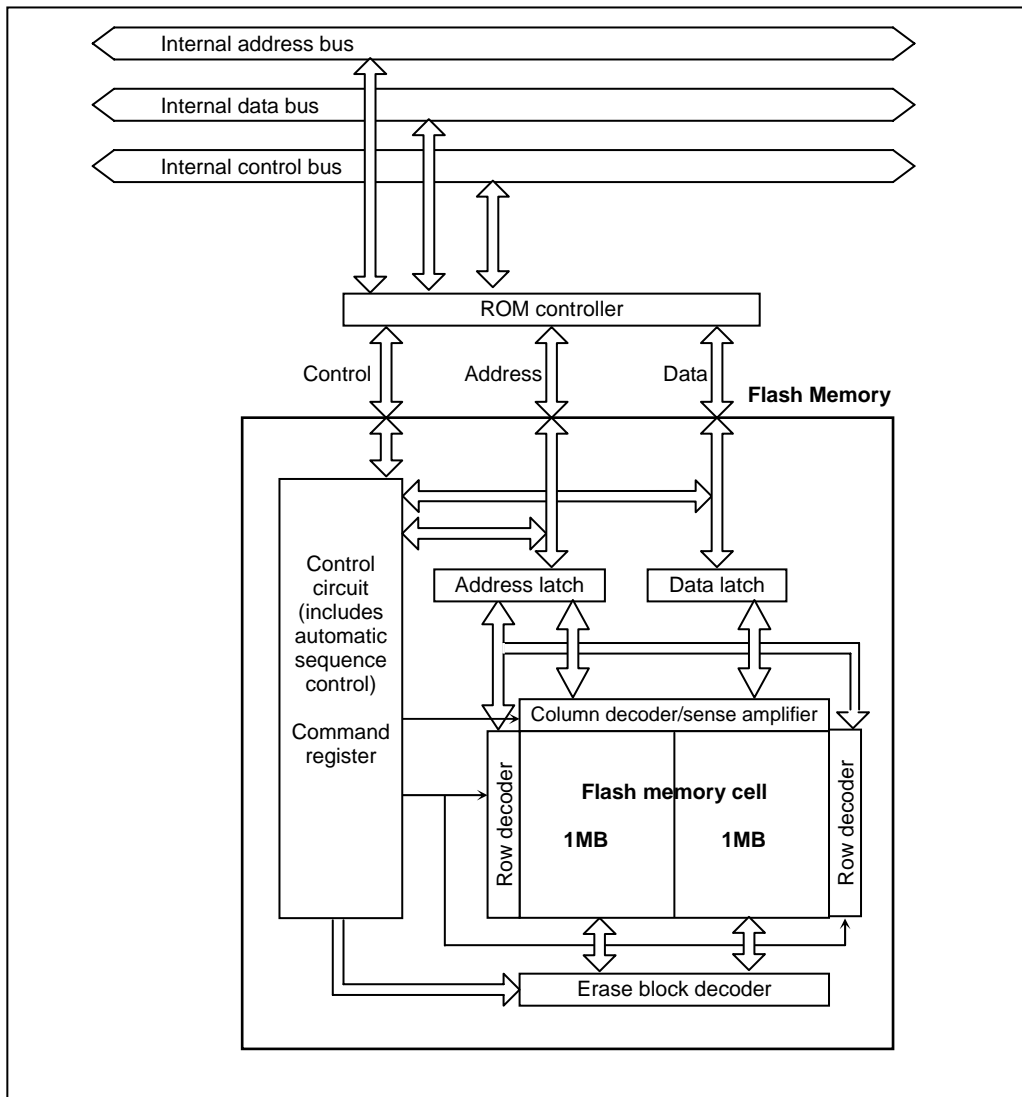 Internal address bus
Internal data bus
Internal control bus
ROM controller
Control
Address
Data
Flash Memory
Control
circuit
(includes
automatic
sequence
control)
Command
register
Address latch
Data latch
Column decoder/sense amplifier
Row decoder
Flash memory cell
1MB
1MB
Row decoder
Erase block decoder